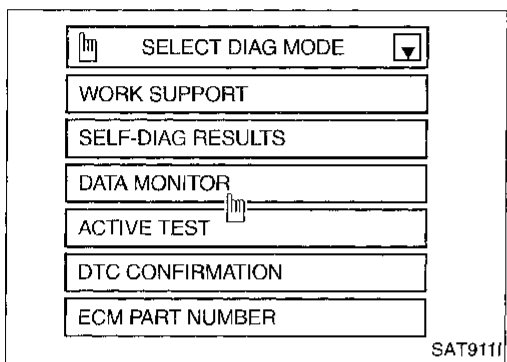 SELECT DIAG MODE
WORK SUPPORT
SELF-DIAG RESULTS
DATA MONITOR
ACTIVE TEST
DTC CONFIRMATION
ECM PART NUMBER
SAT911I